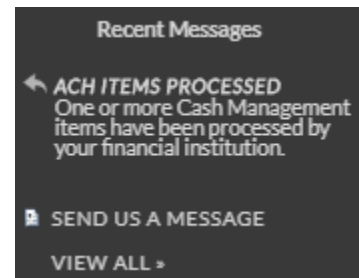 Recent Messages
ACH ITEMS PROCESSED
One or more Cash Management
items have been processed by
your financial institution.
SEND US A MESSAGE
VIEW ALL »